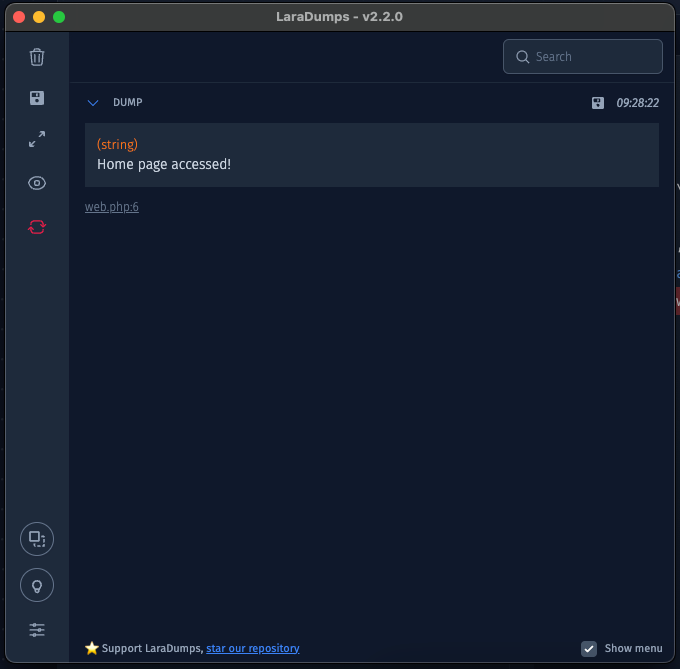 LaraDumps - v2.2.0
Search
DUMP
09:28:22
(string)
Home page accessed!
web.php:6
Support LaraDumps, star our repository
Show menu